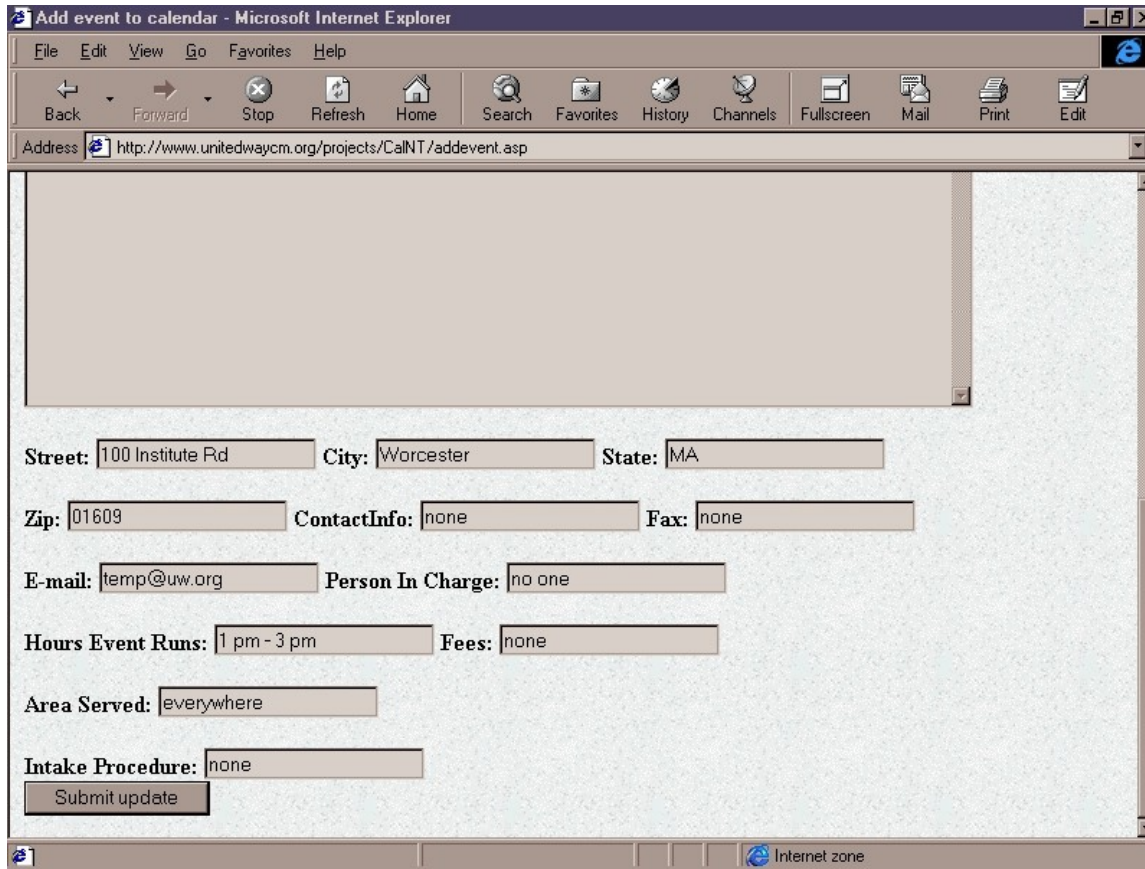 Add event to calendar - Microsoft Internet Explorer
File Edit View Go Favorites Help
Back Forward Stop Refresh Home Search Favorites History Channels Fullscreen Mail Print Edit
Address http://www.unitedwaycm.org/projects/CalNT/addevent.asp
Street: 100 Institute Rd City: Worcester State: MA
Zip: 01609 ContactInfo: none Fax: none
E-mail: temp@uw.org Person In Charge: no one
Hours Event Runs: 1 pm - 3 pm Fees: none
Area Served: everywhere
Intake Procedure: none
Submit update
Internet zone